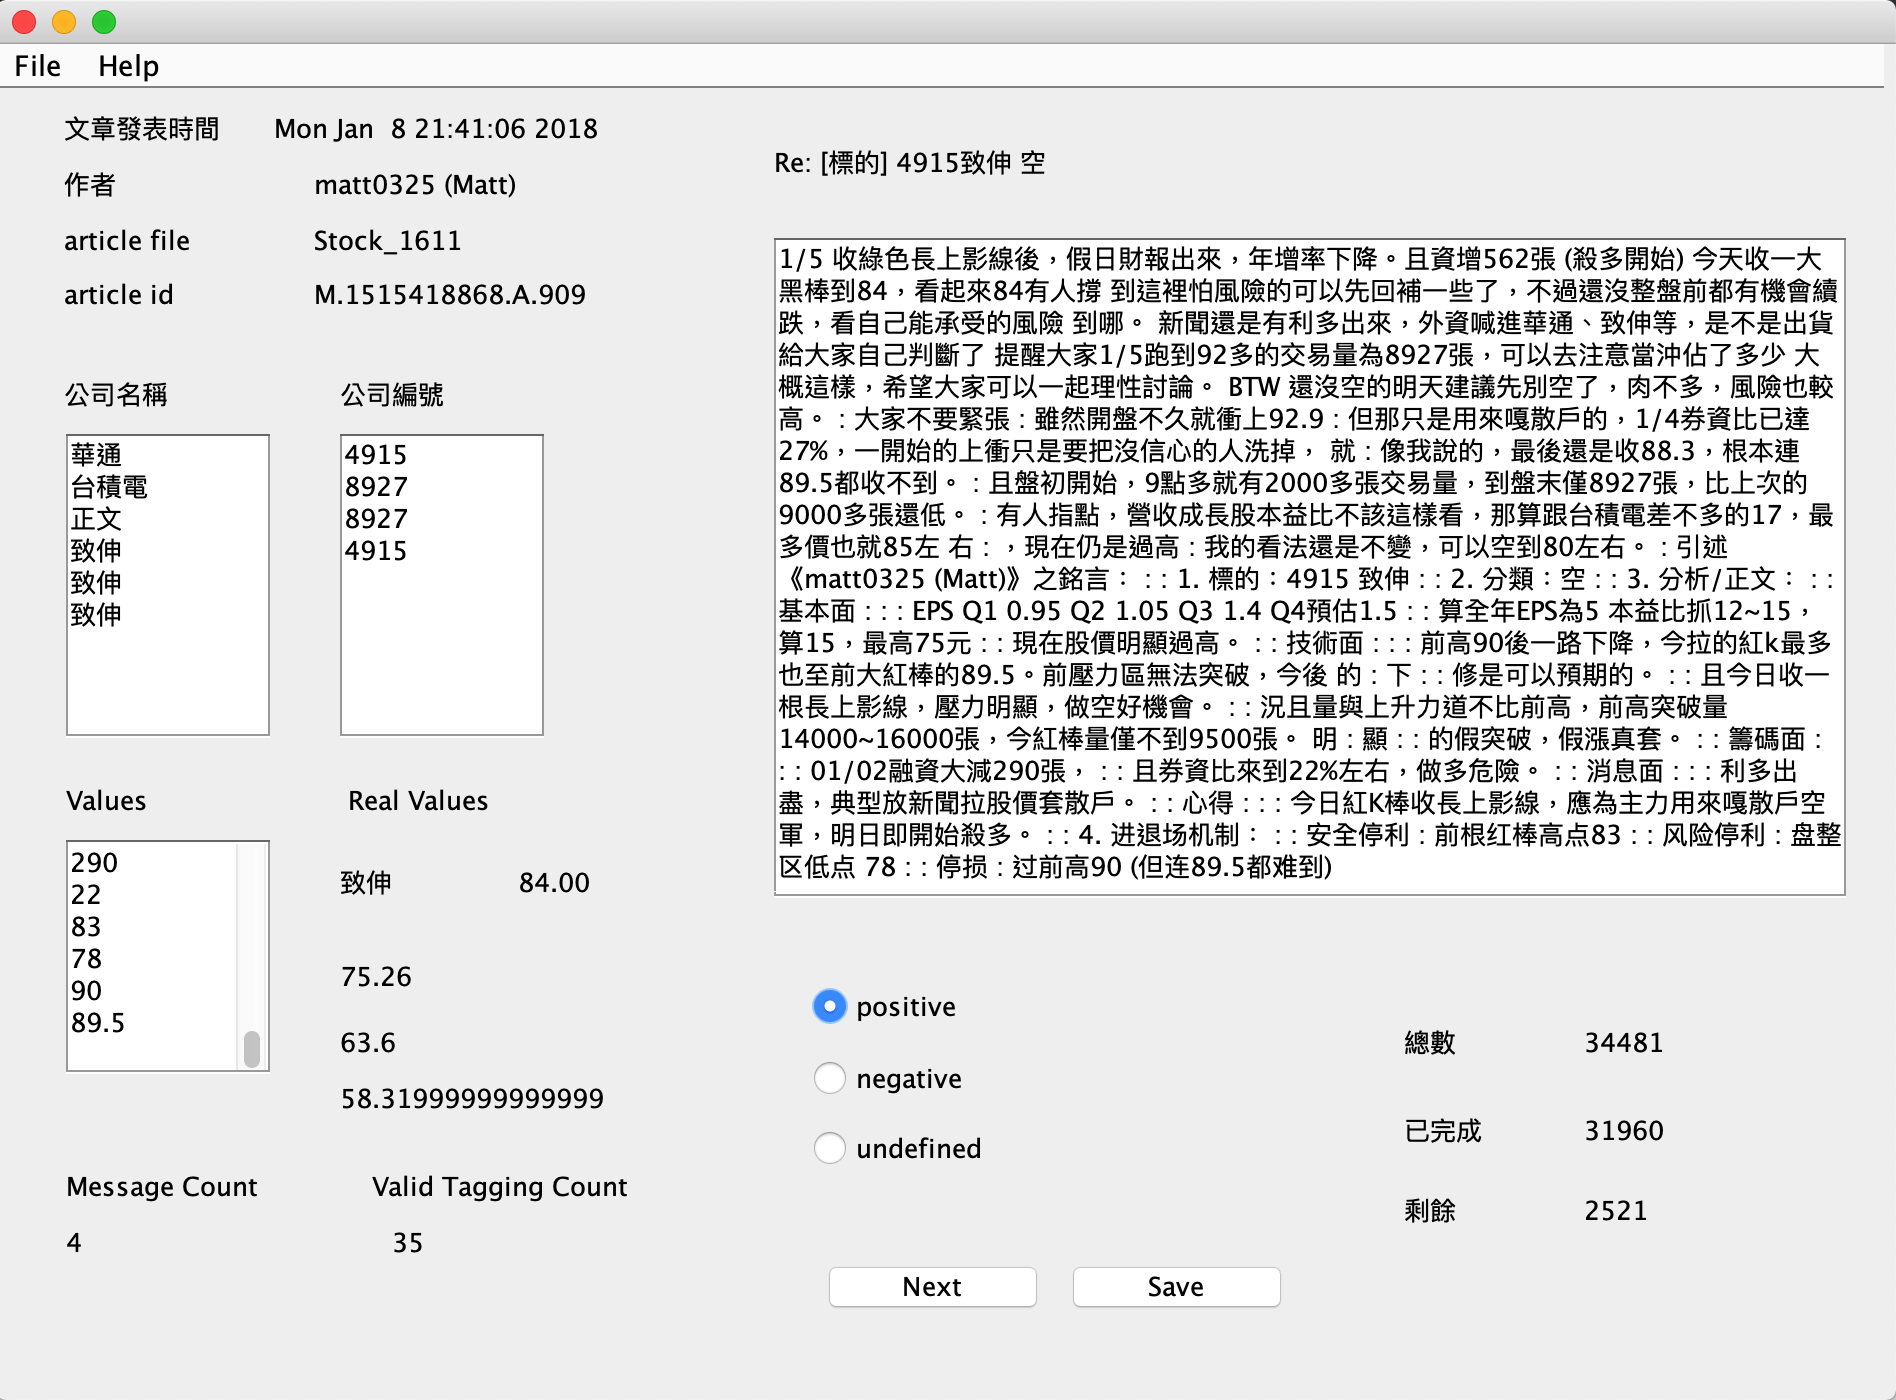 File Help
文章發表時間 Mon Jan  8 21:41:06 2018
作者 matt0325 (Matt)
article file Stock_1611
article id M.1515418868.A.909
公司名稱 公司編號
華通
台積電
正文
致伸
致伸
致伸
4915
8927
8927
4915
Values Real Values
290
22
83
78
90
89.5
致伸 84.00
75.26
63.6
58.31999999999999
Message Count Valid Tagging Count
4 35
Re: [標的] 4915致伸 空
1/5 收綠色長上影線後，假日財報出來，年增率下降。且資增562張 (殺多開始) 今天收一大
黑棒到84，看起來84有人撐 到這裡怕風險的可以先回補一些了，不過還沒整盤前都有機會續
跌，看自己能承受的風險 到哪。 新聞還是有利多出來，外資喊進華通、致伸等，是不是出貨
給大家自己判斷了 提醒大家1/5跑到92多的交易量為8927張，可以去注意當沖佔了多少 大
概這樣，希望大家可以一起理性討論。 BTW 還沒空的明天建議先別空了，肉不多，風險也較
高。 : 大家不要緊張 : 雖然開盤不久就衝上92.9 : 但那只是用來嘎散戶的，1/4券資比已達
27%，一開始的上衝只是要把沒信心的人洗掉， 就 : 像我說的，最後還是收88.3，根本連
89.5都收不到。 : 且盤初開始，9點多就有2000多張交易量，到盤末僅8927張，比上次的
9000多張還低。 : 有人指點，營收成長股本益比不該這樣看，那算跟台積電差不多的17，最
多價也就85左 右 : ，現在仍是過高 : 我的看法還是不變，可以空到80左右。 : 引述
《matt0325 (Matt)》之銘言： : : 1. 標的：4915 致伸 : : 2. 分類：空 : : 3. 分析/正文： : :
基本面 : : : EPS Q1 0.95 Q2 1.05 Q3 1.4 Q4預估1.5 : : 算全年EPS為5 本益比抓12~15，
算15，最高75元 : : 現在股價明顯過高。 : : 技術面 : : : 前高90後一路下降，今拉的紅k最多
也至前大紅棒的89.5。前壓力區無法突破，今後 的 : 下 : : 修是可以預期的。 : : 且今日收一
根長上影線，壓力明顯，做空好機會。 : : 況且量與上升力道不比前高，前高突破量
14000~16000張，今紅棒量僅不到9500張。 明 : 顯 : : 的假突破，假漲真套。 : : 籌碼面 :
: : 01/02融資大減290張， : : 且券資比來到22%左右，做多危險。 : : 消息面 : : : 利多出
盡，典型放新聞拉股價套散戶。 : : 心得 : : : 今日紅K棒收長上影線，應為主力用來嘎散戶空
軍，明日即開始殺多。 : : 4. 进退场机制： : : 安全停利 : 前根红棒高点83 : : 风险停利 : 盘整
区低点 78 : : 停损 : 过前高90 (但连89.5都难到)
positive
negative
undefined
總數 34481
已完成 31960
剩餘 2521
Next Save